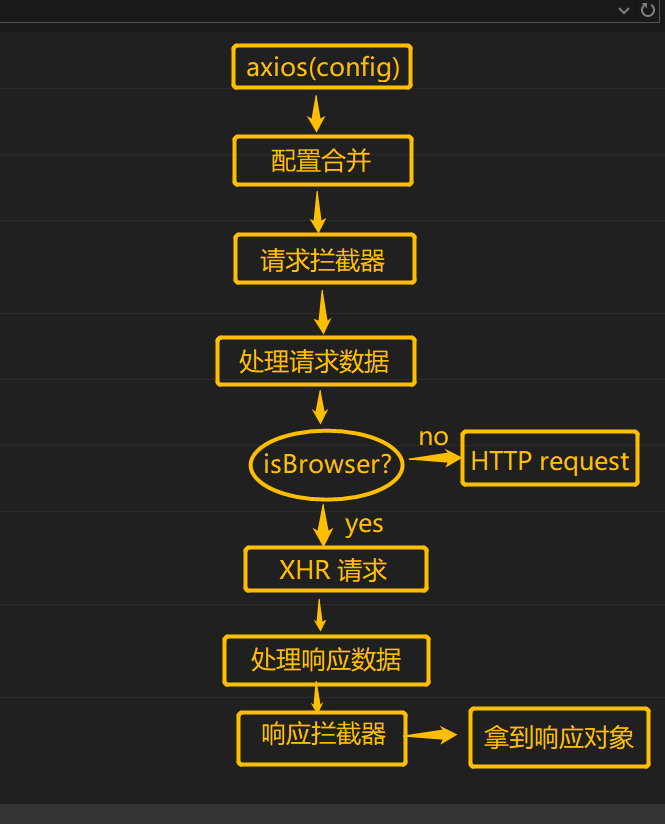 axios(config)
配置合并
请求拦截器
处理请求数据
isBrowser?
no
HTTP request
yes
XHR 请求
处理响应数据
响应拦截器
拿到响应对象